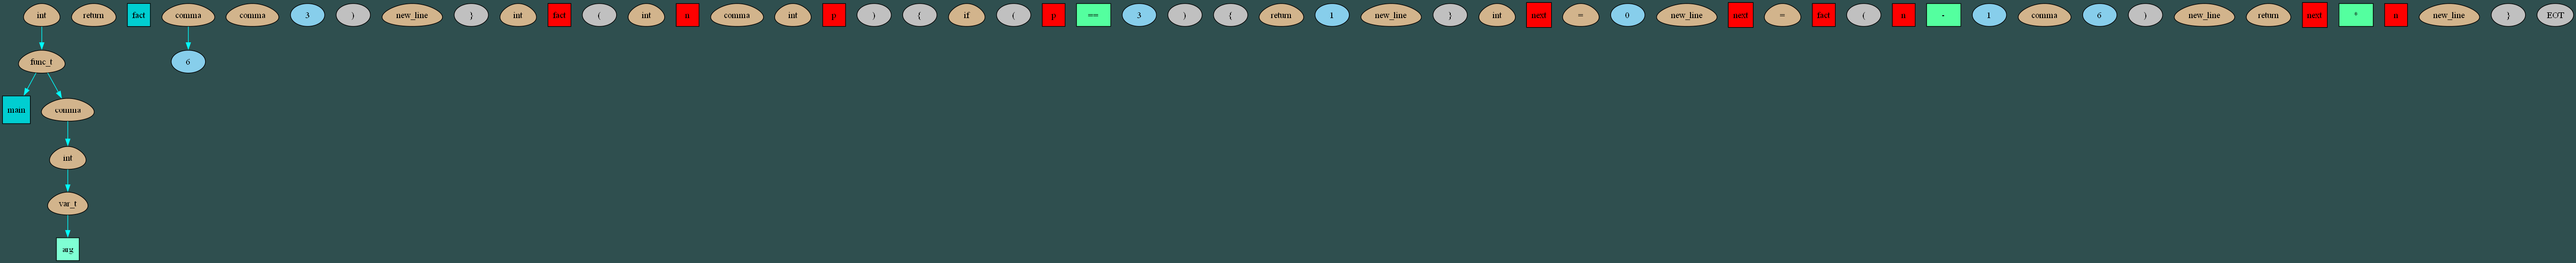 int return fact comma comma 3 ) new_line } int fact ( int n comma int p ) { if ( p == 3 ) { return 1 new_line } int next = 0 new_line next = fact ( n - 1 comma 6 ) new_line return next * n new_line } EOT
func_t 6
main comma
int
var_t
arg